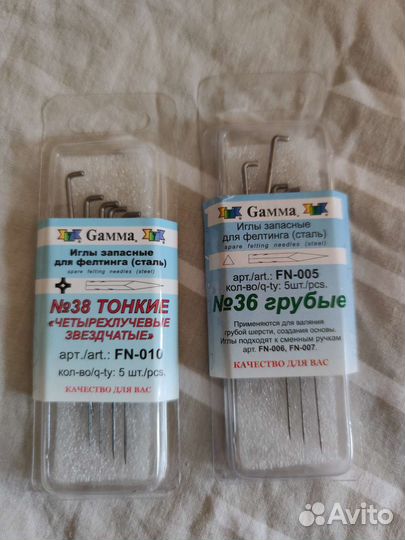 Gamma
Иглы запасные
для фелтинга (сталь)
spare felting needles (steel)
№38 ТОНКИЕ
«ЧЕТЫРЕХЛУЧЕВЫЕ
ЗВЕЗДЧАТЫЕ»
арт./art.: FN-010
кол-во/q-ty: 5 шт./pcs.
КАЧЕСТВО ДЛЯ ВАС
Gamma
Иглы запасные
для фелтинга (сталь)
spare felting needles (steel)
арт./art.: FN-005
кол-во/q-ty: 5шт./pcs.
№36 грубые
Применяются для валяния
грубой шерсти, создания основы.
Иглы подходят к сменным ручкам
арт. FN-006, FN-007.
КАЧЕСТВО ДЛЯ ВАС
Avito